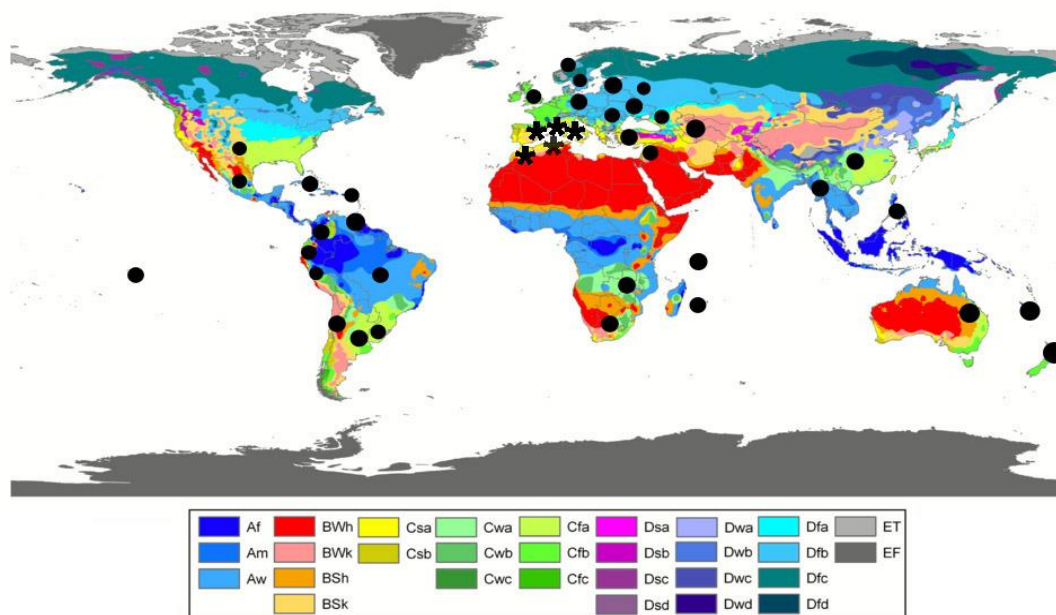 Af BWh Csa Cwa Cfa Dsa Dwa Dfa ET
Am BWk Csb Cwb Cfb Dsb Dwb Dfb EF
Aw BSh Cwc Cfc Dsc Dwc Dfc
BSk Dsd Dwd Dfd